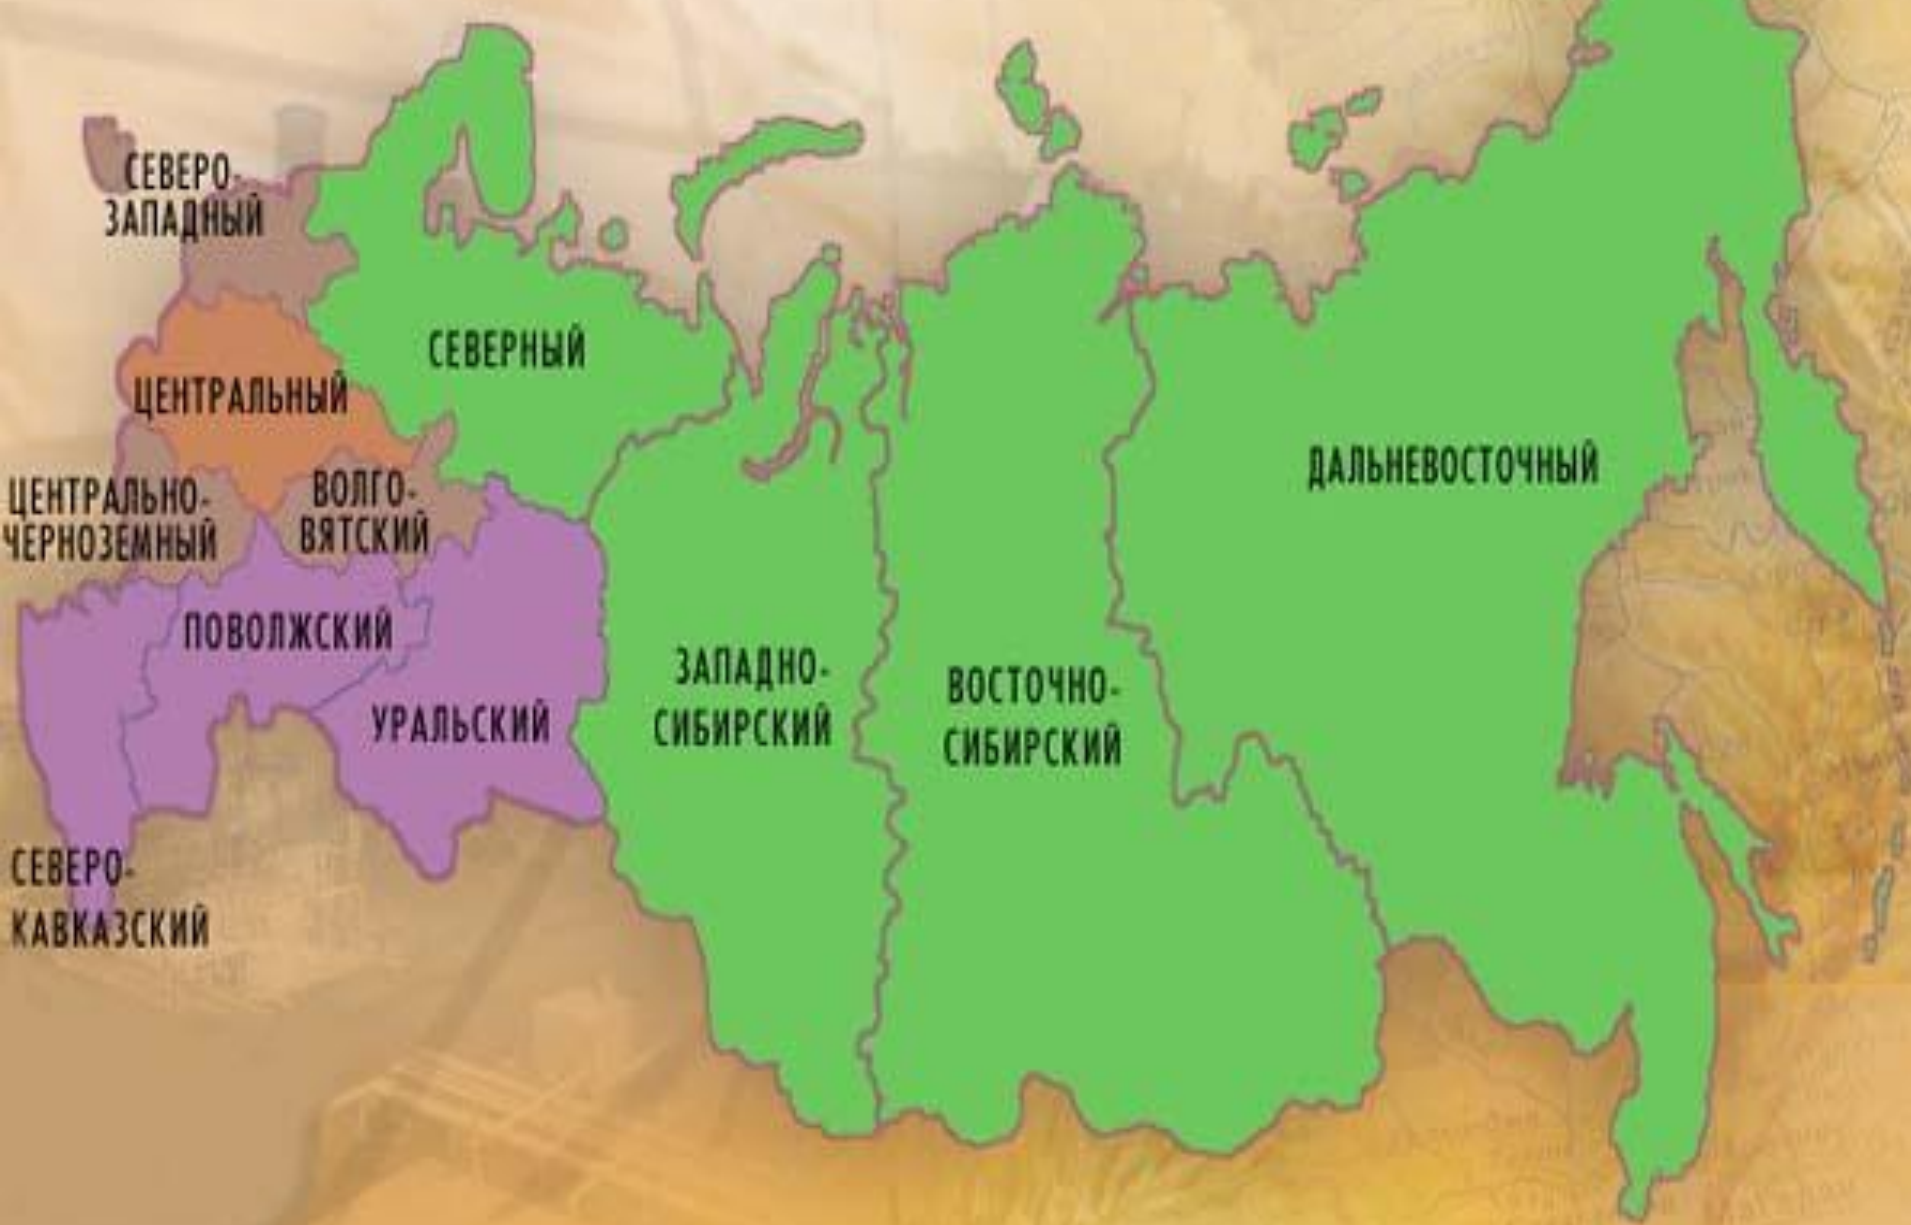 СЕВЕРО-
ЗАПАДНЫЙ
СЕВЕРНЫЙ
ЦЕНТРАЛЬНЫЙ
ЦЕНТРАЛЬНО-
ЧЕРНОЗЕМНЫЙ
ВОЛГО-
ВЯТСКИЙ
ПОВОЛЖСКИЙ
УРАЛЬСКИЙ
СЕВЕРО-
КАВКАЗСКИЙ
ЗАПАДНО-
СИБИРСКИЙ
ВОСТОЧНО-
СИБИРСКИЙ
ДАЛЬНЕВОСТОЧНЫЙ